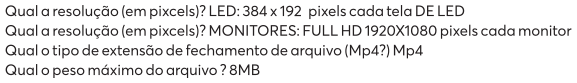 Qual a resolução (em pixcels)? LED: 384 x 192 pixels cada tela DE LED
Qual a resolução (em pixcels)? MONITORES: FULL HD 1920X1080 pixels cada monitor
Qual o tipo de extensão de fechamento de arquivo (Mp4?) Mp4
Qual o peso máximo do arquivo ? 8MB